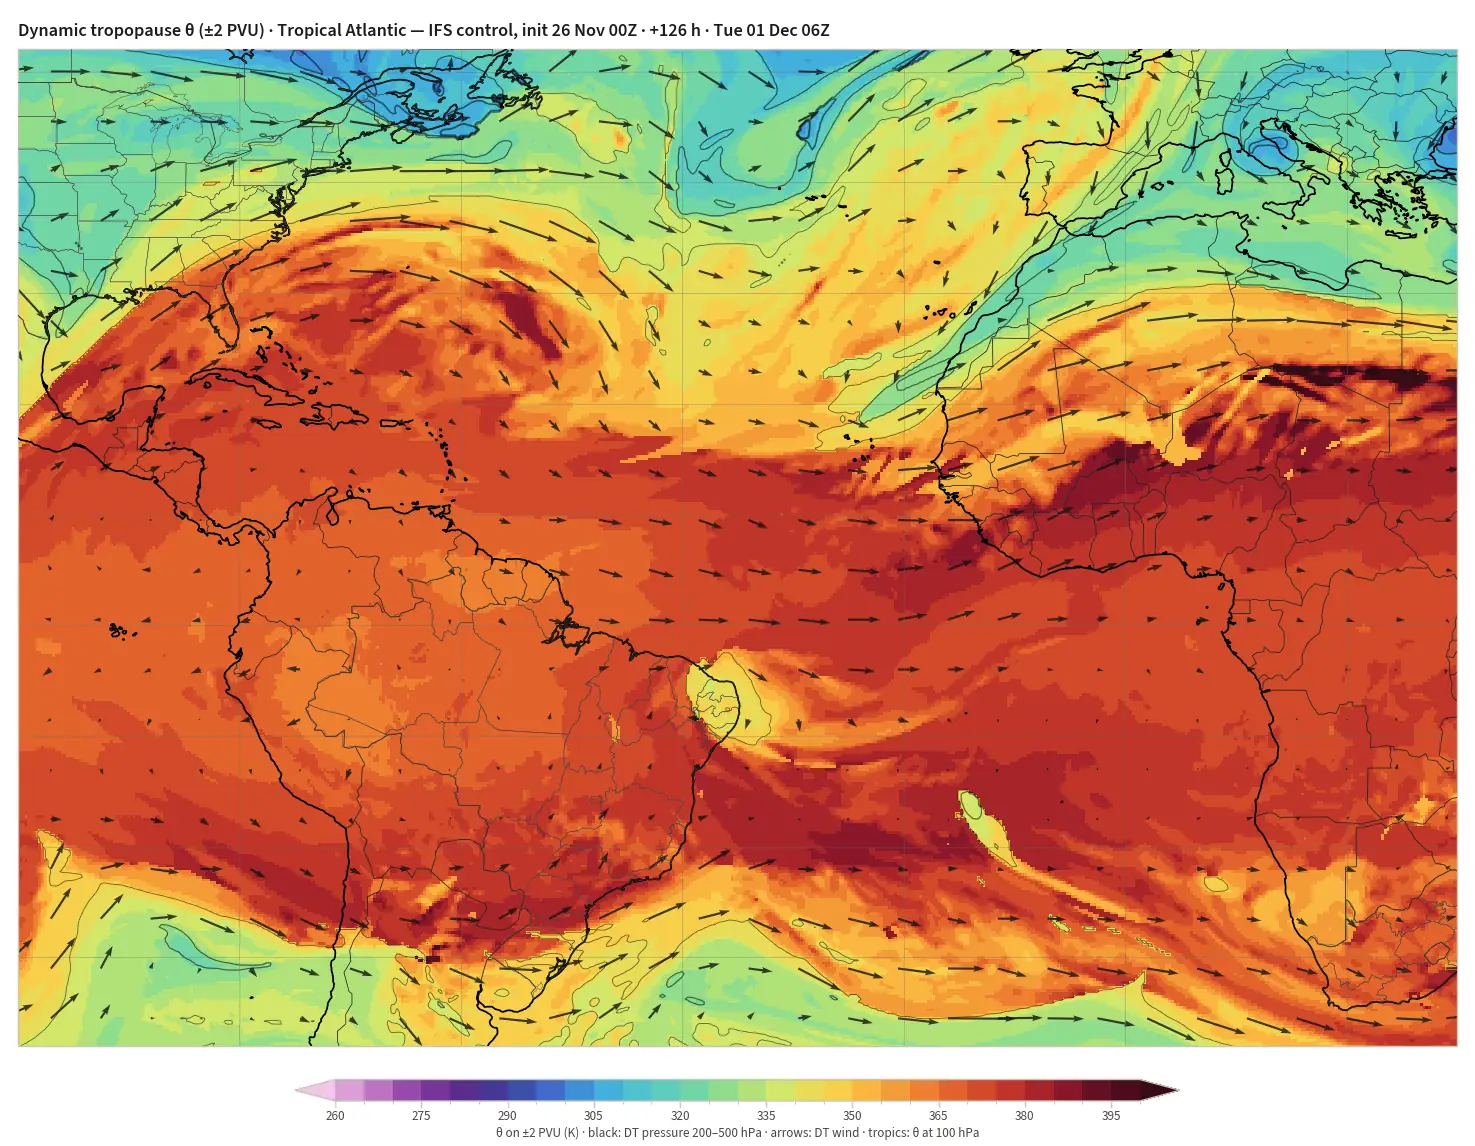 Dynamic tropopause θ (±2 PVU) · Tropical Atlantic — IFS control, init 26 Nov 00Z · +126 h · Tue 01 Dec 06Z
260 275 290 305 320 335 350 365 380 395
θ on ±2 PVU (K) · black: DT pressure 200–500 hPa · arrows: DT wind · tropics: θ at 100 hPa